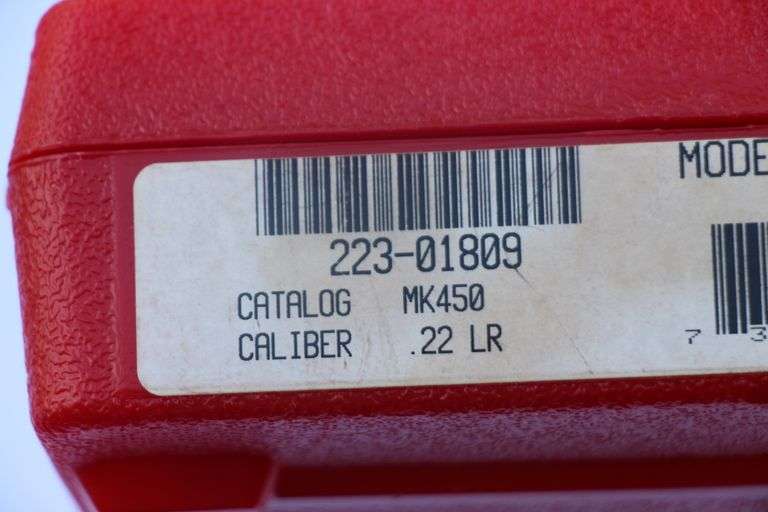 MODE
223-01809
CATALOG MK450
CALIBER .22 LR
7 3